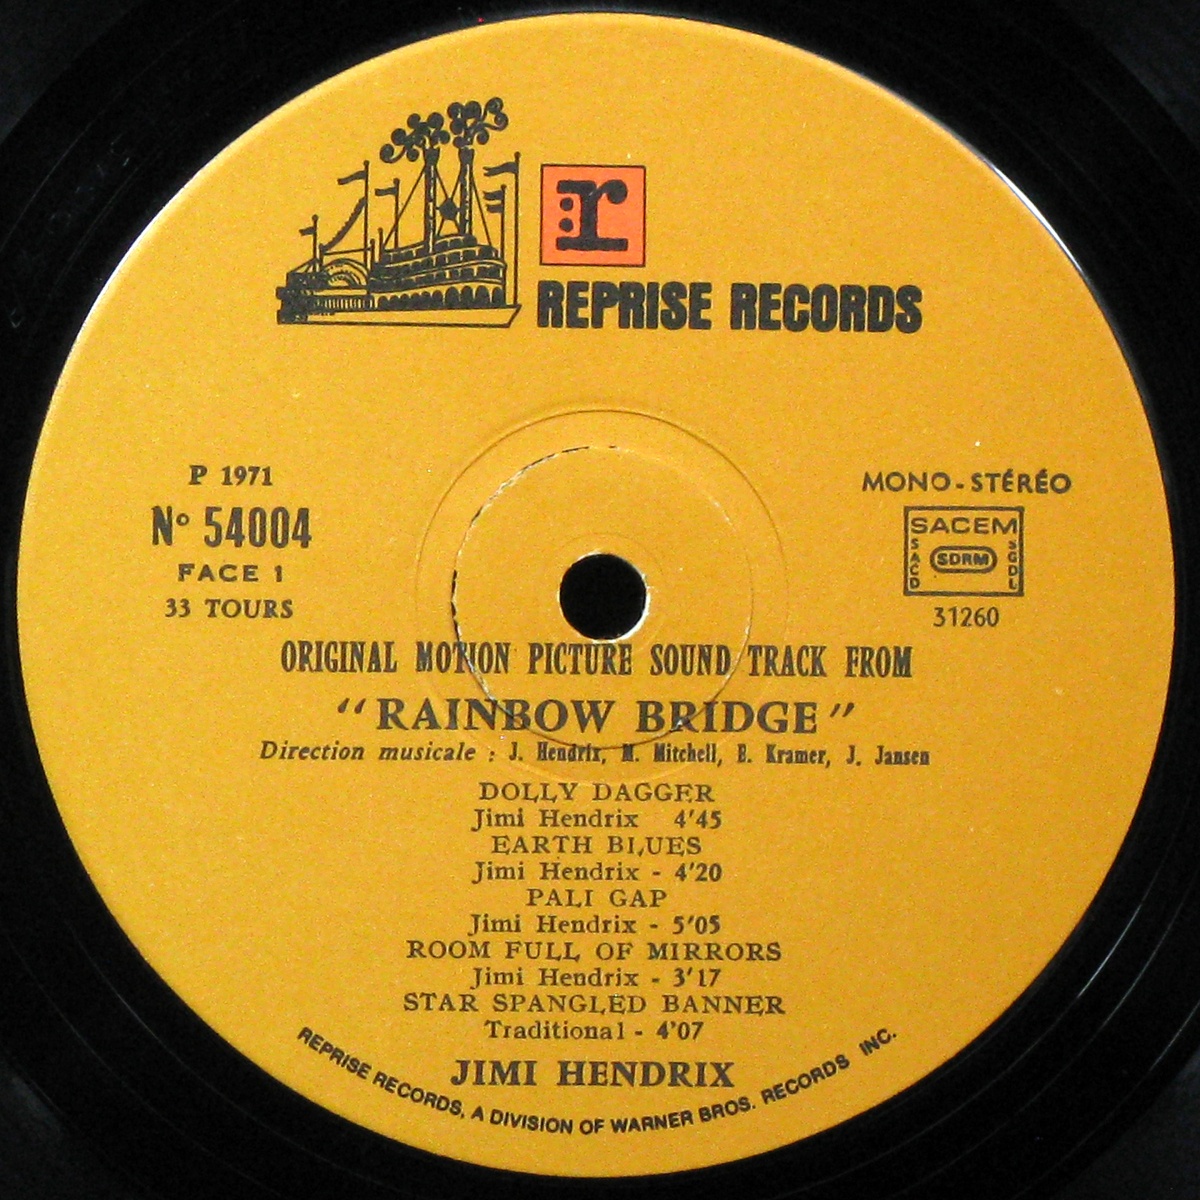 r
REPRISE RECORDS
P 1971
N° 54004
FACE 1
33 TOURS
MONO-STÉRÉO
SACEM
SACD
SDRM
SGDL
31260
ORIGINAL MOTION PICTURE SOUND TRACK FROM
"RAINBOW BRIDGE"
Direction musicale : J. Hendrix, M. Mitchell, E. Kramer, J. Jansen
DOLLY DAGGER
Jimi Hendrix 4'45
EARTH BLUES
Jimi Hendrix - 4'20
PALI GAP
Jimi Hendrix - 5'05
ROOM FULL OF MIRRORS
Jimi Hendrix - 3'17
STAR SPANGLED BANNER
Traditional - 4'07
JIMI HENDRIX
REPRISE RECORDS, A DIVISION OF WARNER BROS. RECORDS INC.